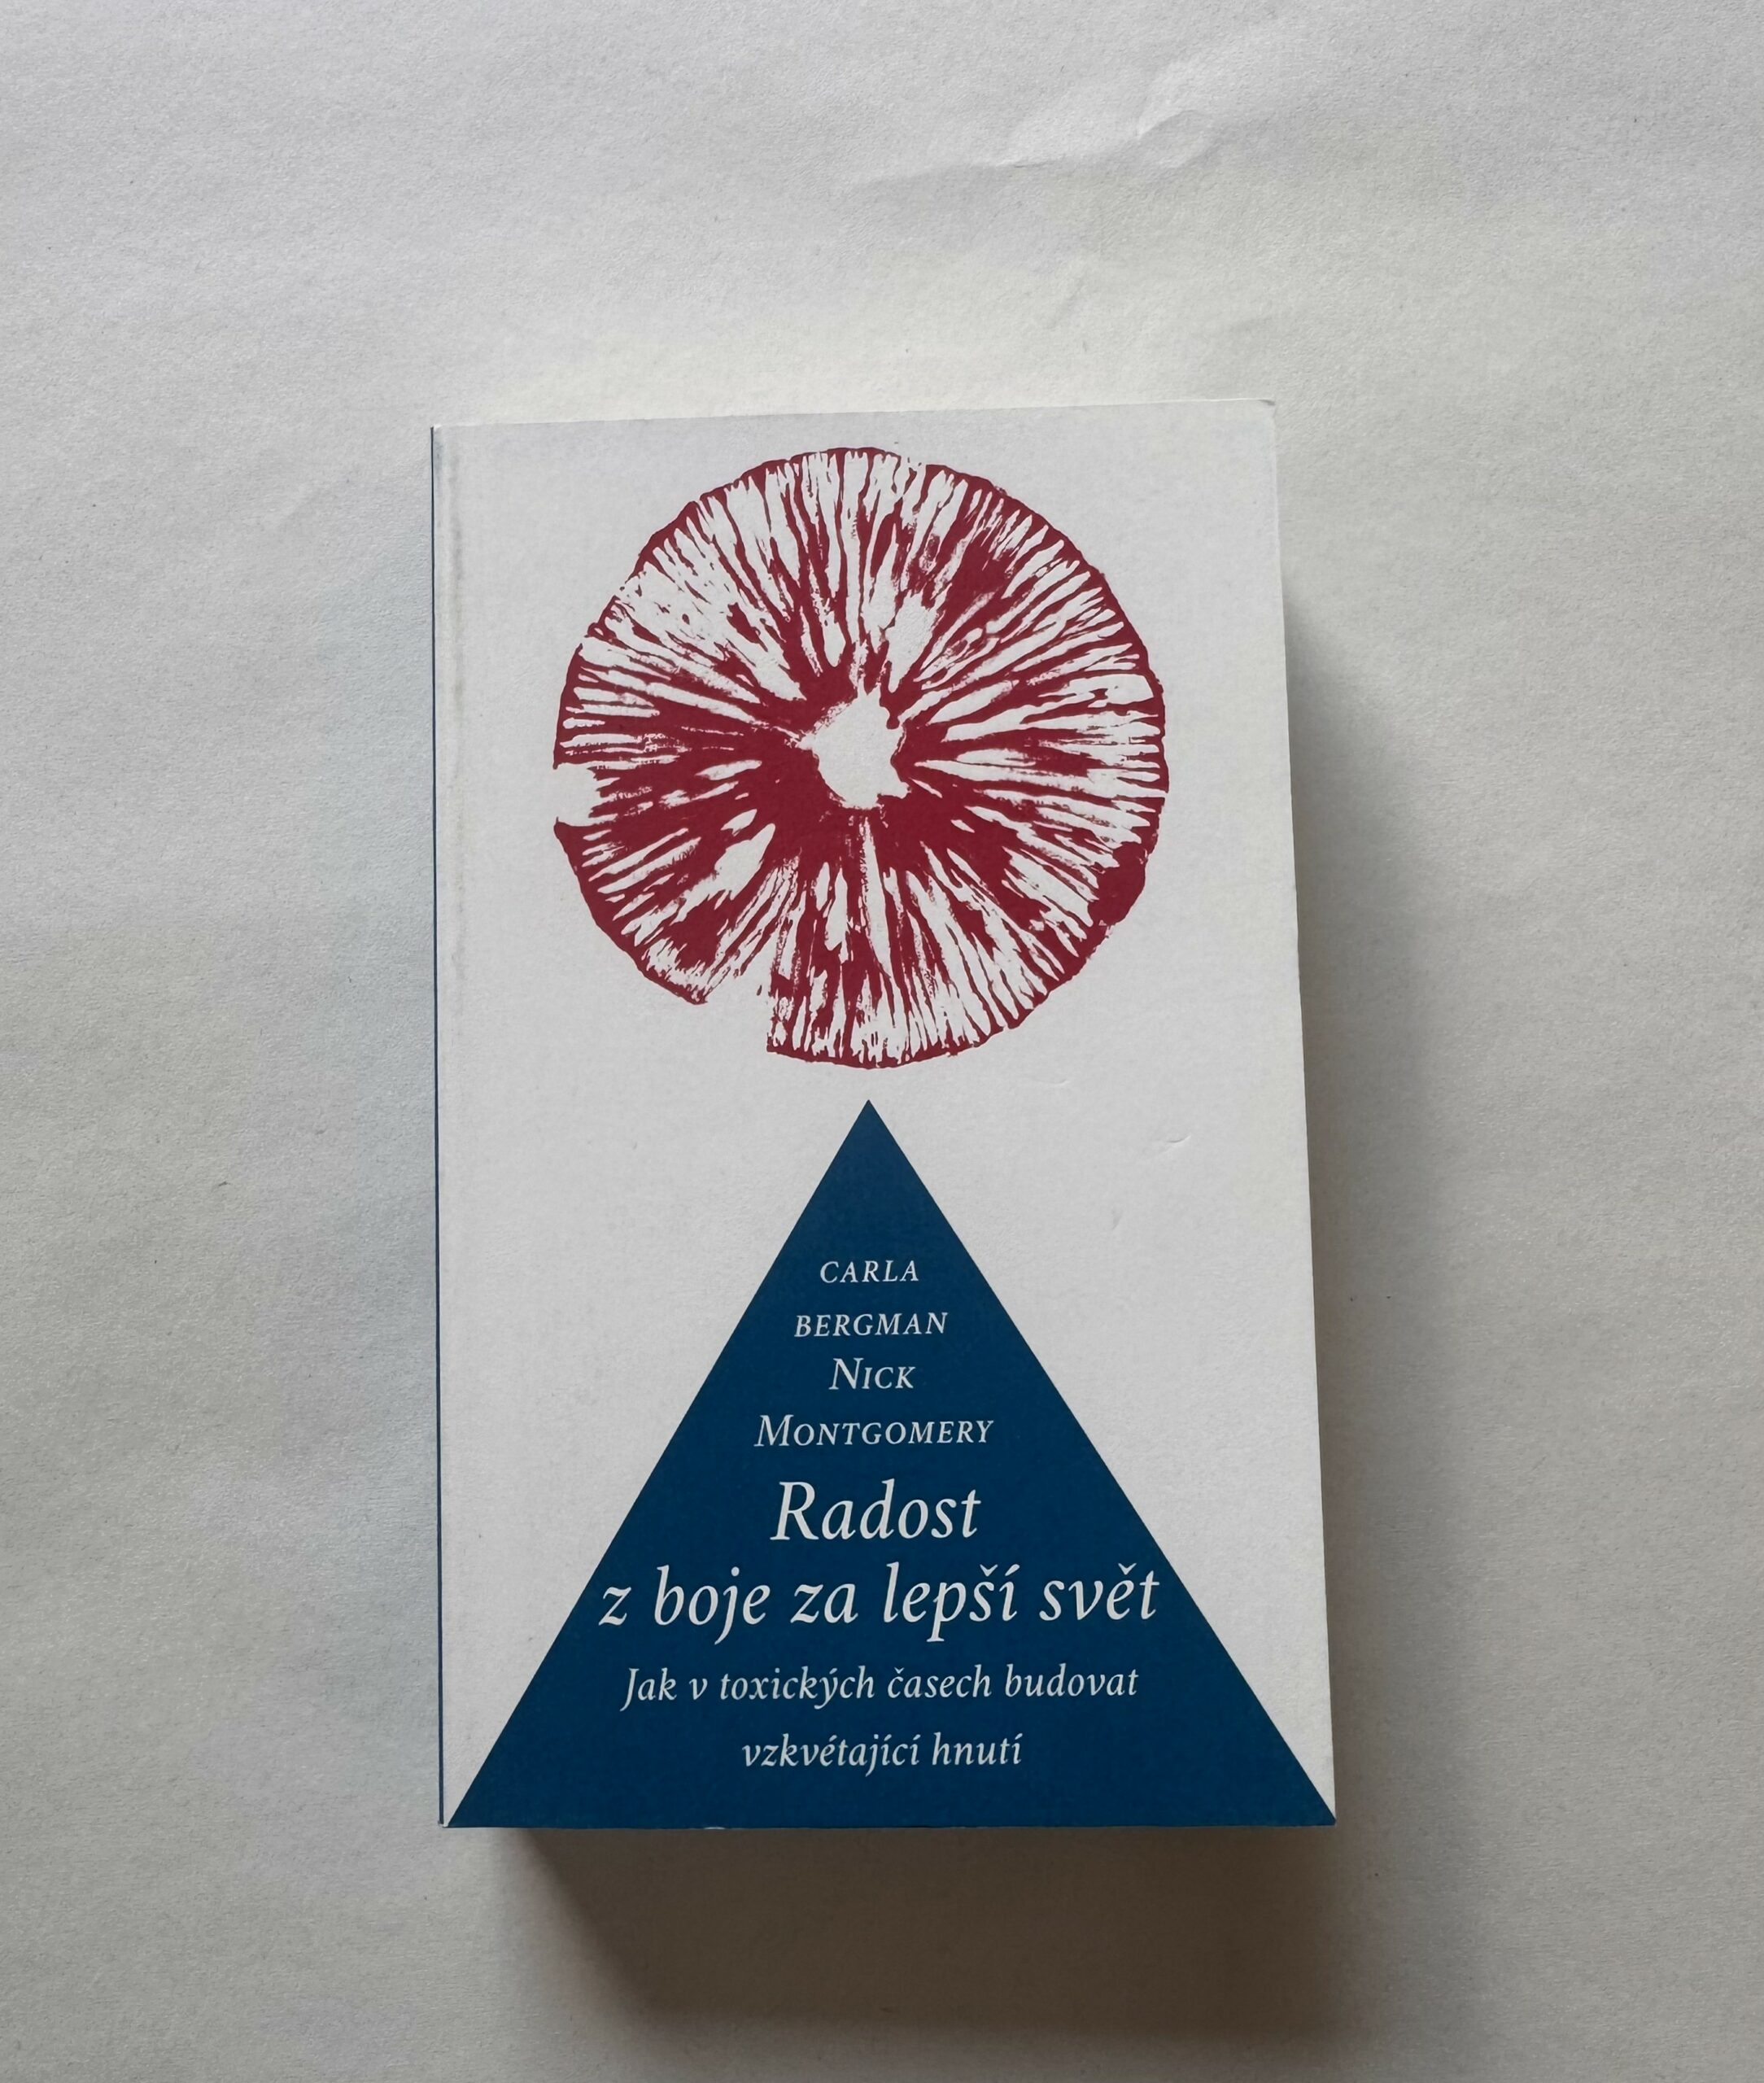 CARLA
BERGMAN
NICK
MONTGOMERY
Radost
z boje za lepší svět
Jak v toxických časech budovat
vzkvétající hnutí